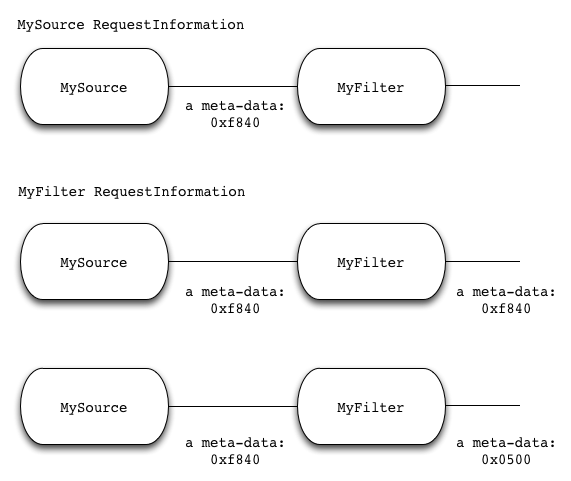 MySource RequestInformation
MySource
MyFilter
a meta-data:
0xf840
MyFilter RequestInformation
MySource
MyFilter
a meta-data:
0xf840
a meta-data:
0xf840
MySource
MyFilter
a meta-data:
0xf840
a meta-data:
0x0500